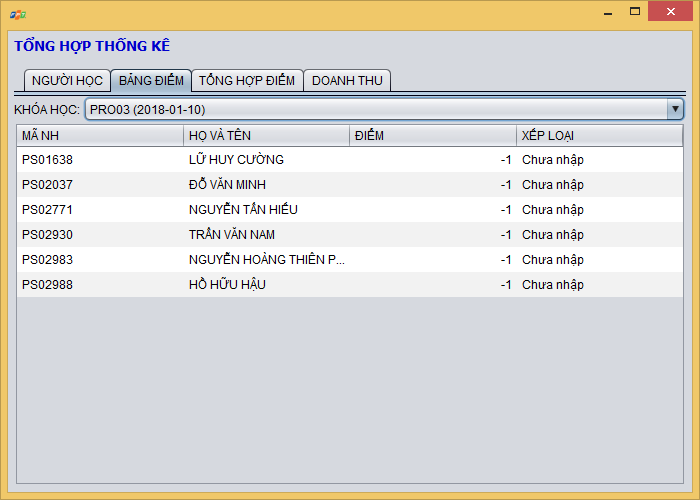 TỔNG HỢP THỐNG KÊ
NGƯỜI HỌC BẢNG ĐIỂM TỔNG HỢP ĐIỂM DOANH THU
KHÓA HỌC: PRO03 (2018-01-10)
MÃ NH HỌ VÀ TÊN ĐIỂM XẾP LOẠI
PS01638 LỮ HUY CƯỜNG -1 Chưa nhập
PS02037 ĐỖ VĂN MINH -1 Chưa nhập
PS02771 NGUYỄN TẤN HIẾU -1 Chưa nhập
PS02930 TRẦN VĂN NAM -1 Chưa nhập
PS02983 NGUYỄN HOÀNG THIÊN P... -1 Chưa nhập
PS02988 HỒ HỮU HẬU -1 Chưa nhập